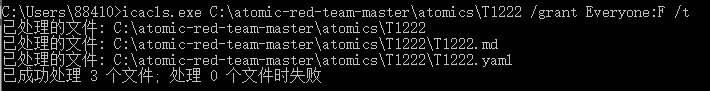 C:\Users\88410>icacls.exe C:\atomic-red-team-master\atomics\T1222 /grant Everyone:F /t
已处理的文件: C:\atomic-red-team-master\atomics\T1222
已处理的文件: C:\atomic-red-team-master\atomics\T1222\T1222.md
已处理的文件: C:\atomic-red-team-master\atomics\T1222\T1222.yaml
已成功处理 3 个文件; 处理 0 个文件时失败